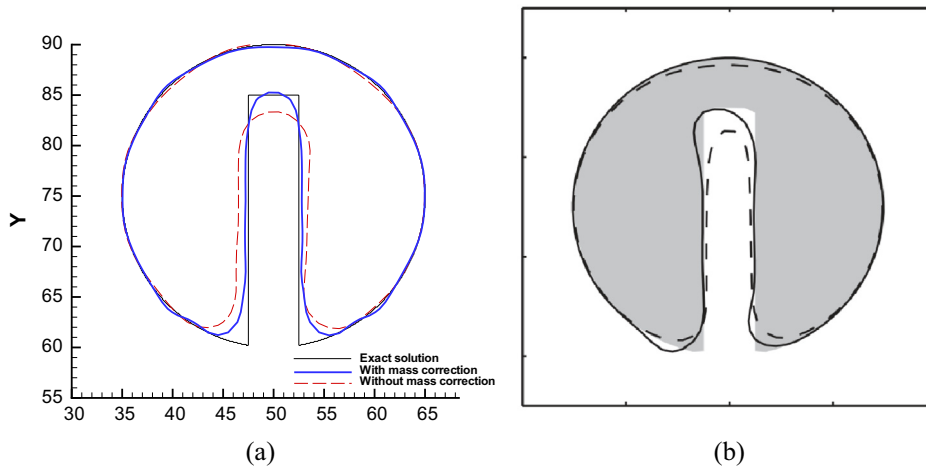 90
85
80
Y
75
70
65
60
55
30 35 40 45 50 55 60 65
Exact solution
With mass correction
Without mass correction
(a) (b)